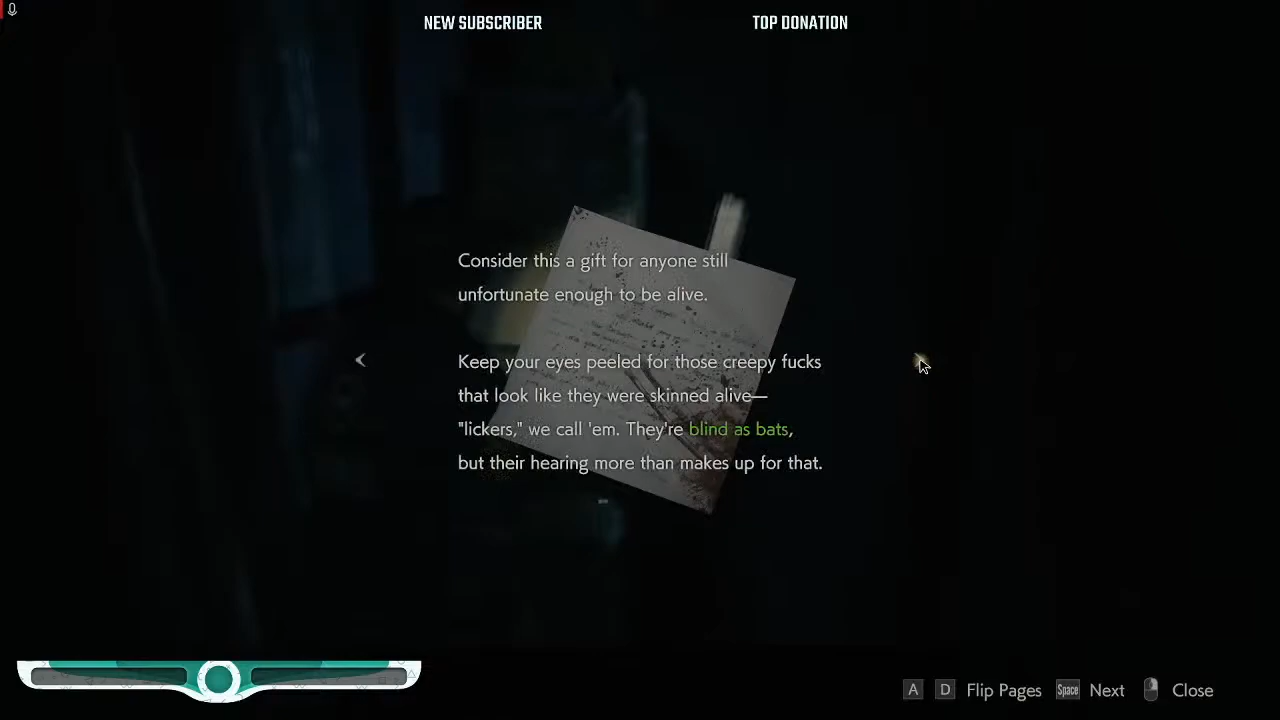 NEW SUBSCRIBER
TOP DONATION
Consider this a gift for anyone still
unfortunate enough to be alive.
Keep your eyes peeled for those creepy fucks
that look like they were skinned alive—
"lickers," we call 'em. They're blind as bats,
but their hearing more than makes up for that.
A D Flip Pages Space Next Close